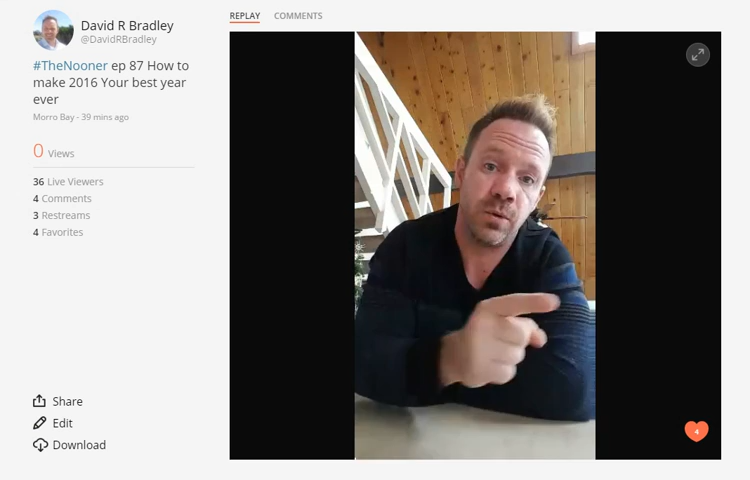 David R Bradley
@DavidRBradley
#TheNooner ep 87 How to
make 2016 Your best year
ever
Morro Bay - 39 mins ago
0 Views
36 Live Viewers
4 Comments
3 Restreams
4 Favorites
Share
Edit
Download
REPLAY COMMENTS
4